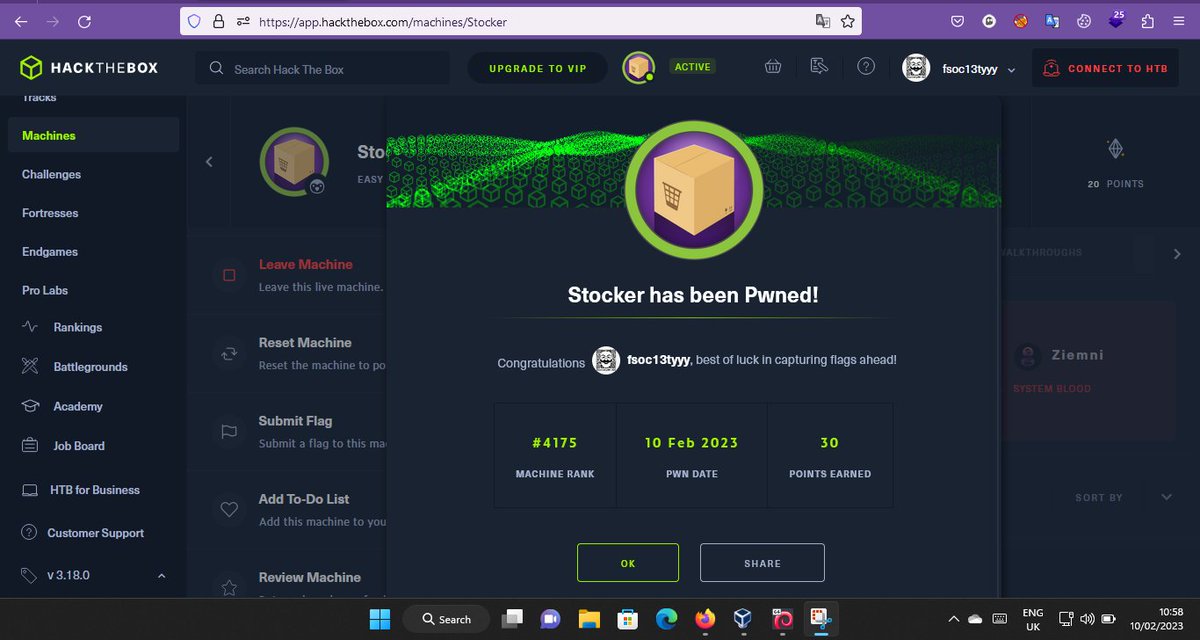 https://app.hackthebox.com/machines/Stocker
25
HACKTHEBOX
Search Hack The Box
UPGRADE TO VIP
ACTIVE
fsoc13tyyy
CONNECT TO HTB
Tracks
Machines
Challenges
Fortresses
Endgames
Pro Labs
Rankings
Battlegrounds
Academy
Job Board
HTB for Business
Customer Support
v 3.18.0
Sto
EASY
20 POINTS
Leave Machine
Leave this live machine.
Reset Machine
Reset the machine to po
Submit Flag
Submit a flag to this ma
Add To-Do List
Add this machine to you
Review Machine
Stocker has been Pwned!
Congratulations fsoc13tyyy, best of luck in capturing flags ahead!
#4175
MACHINE RANK
10 Feb 2023
PWN DATE
30
POINTS EARNED
OK
SHARE
WALKTHROUGHS
Ziemni
SYSTEM BLOOD
SORT BY
Search
ENG
UK
10:58
10/02/2023